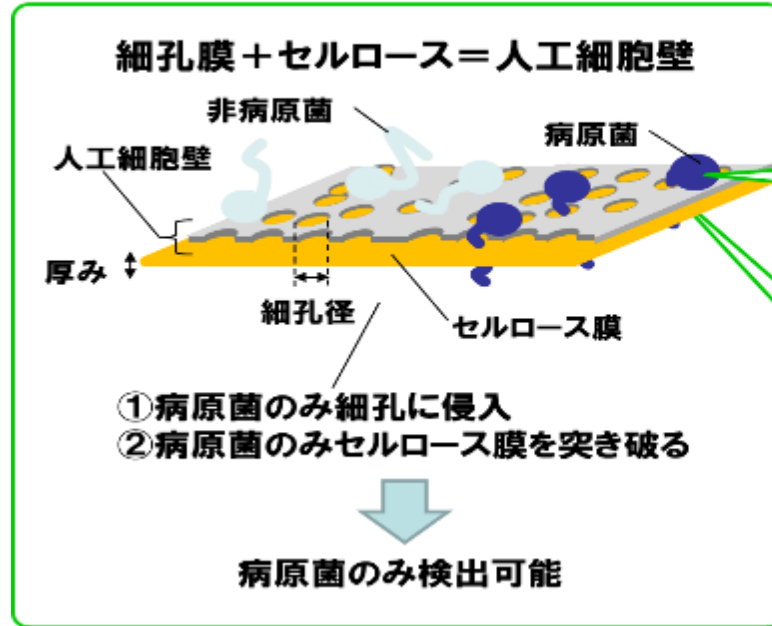 細孔膜＋セルロース＝人工細胞壁
非病原菌
病原菌
人工細胞壁
厚み
細孔径
セルロース膜
①病原菌のみ細孔に侵入
②病原菌のみセルロース膜を突き破る
病原菌のみ検出可能